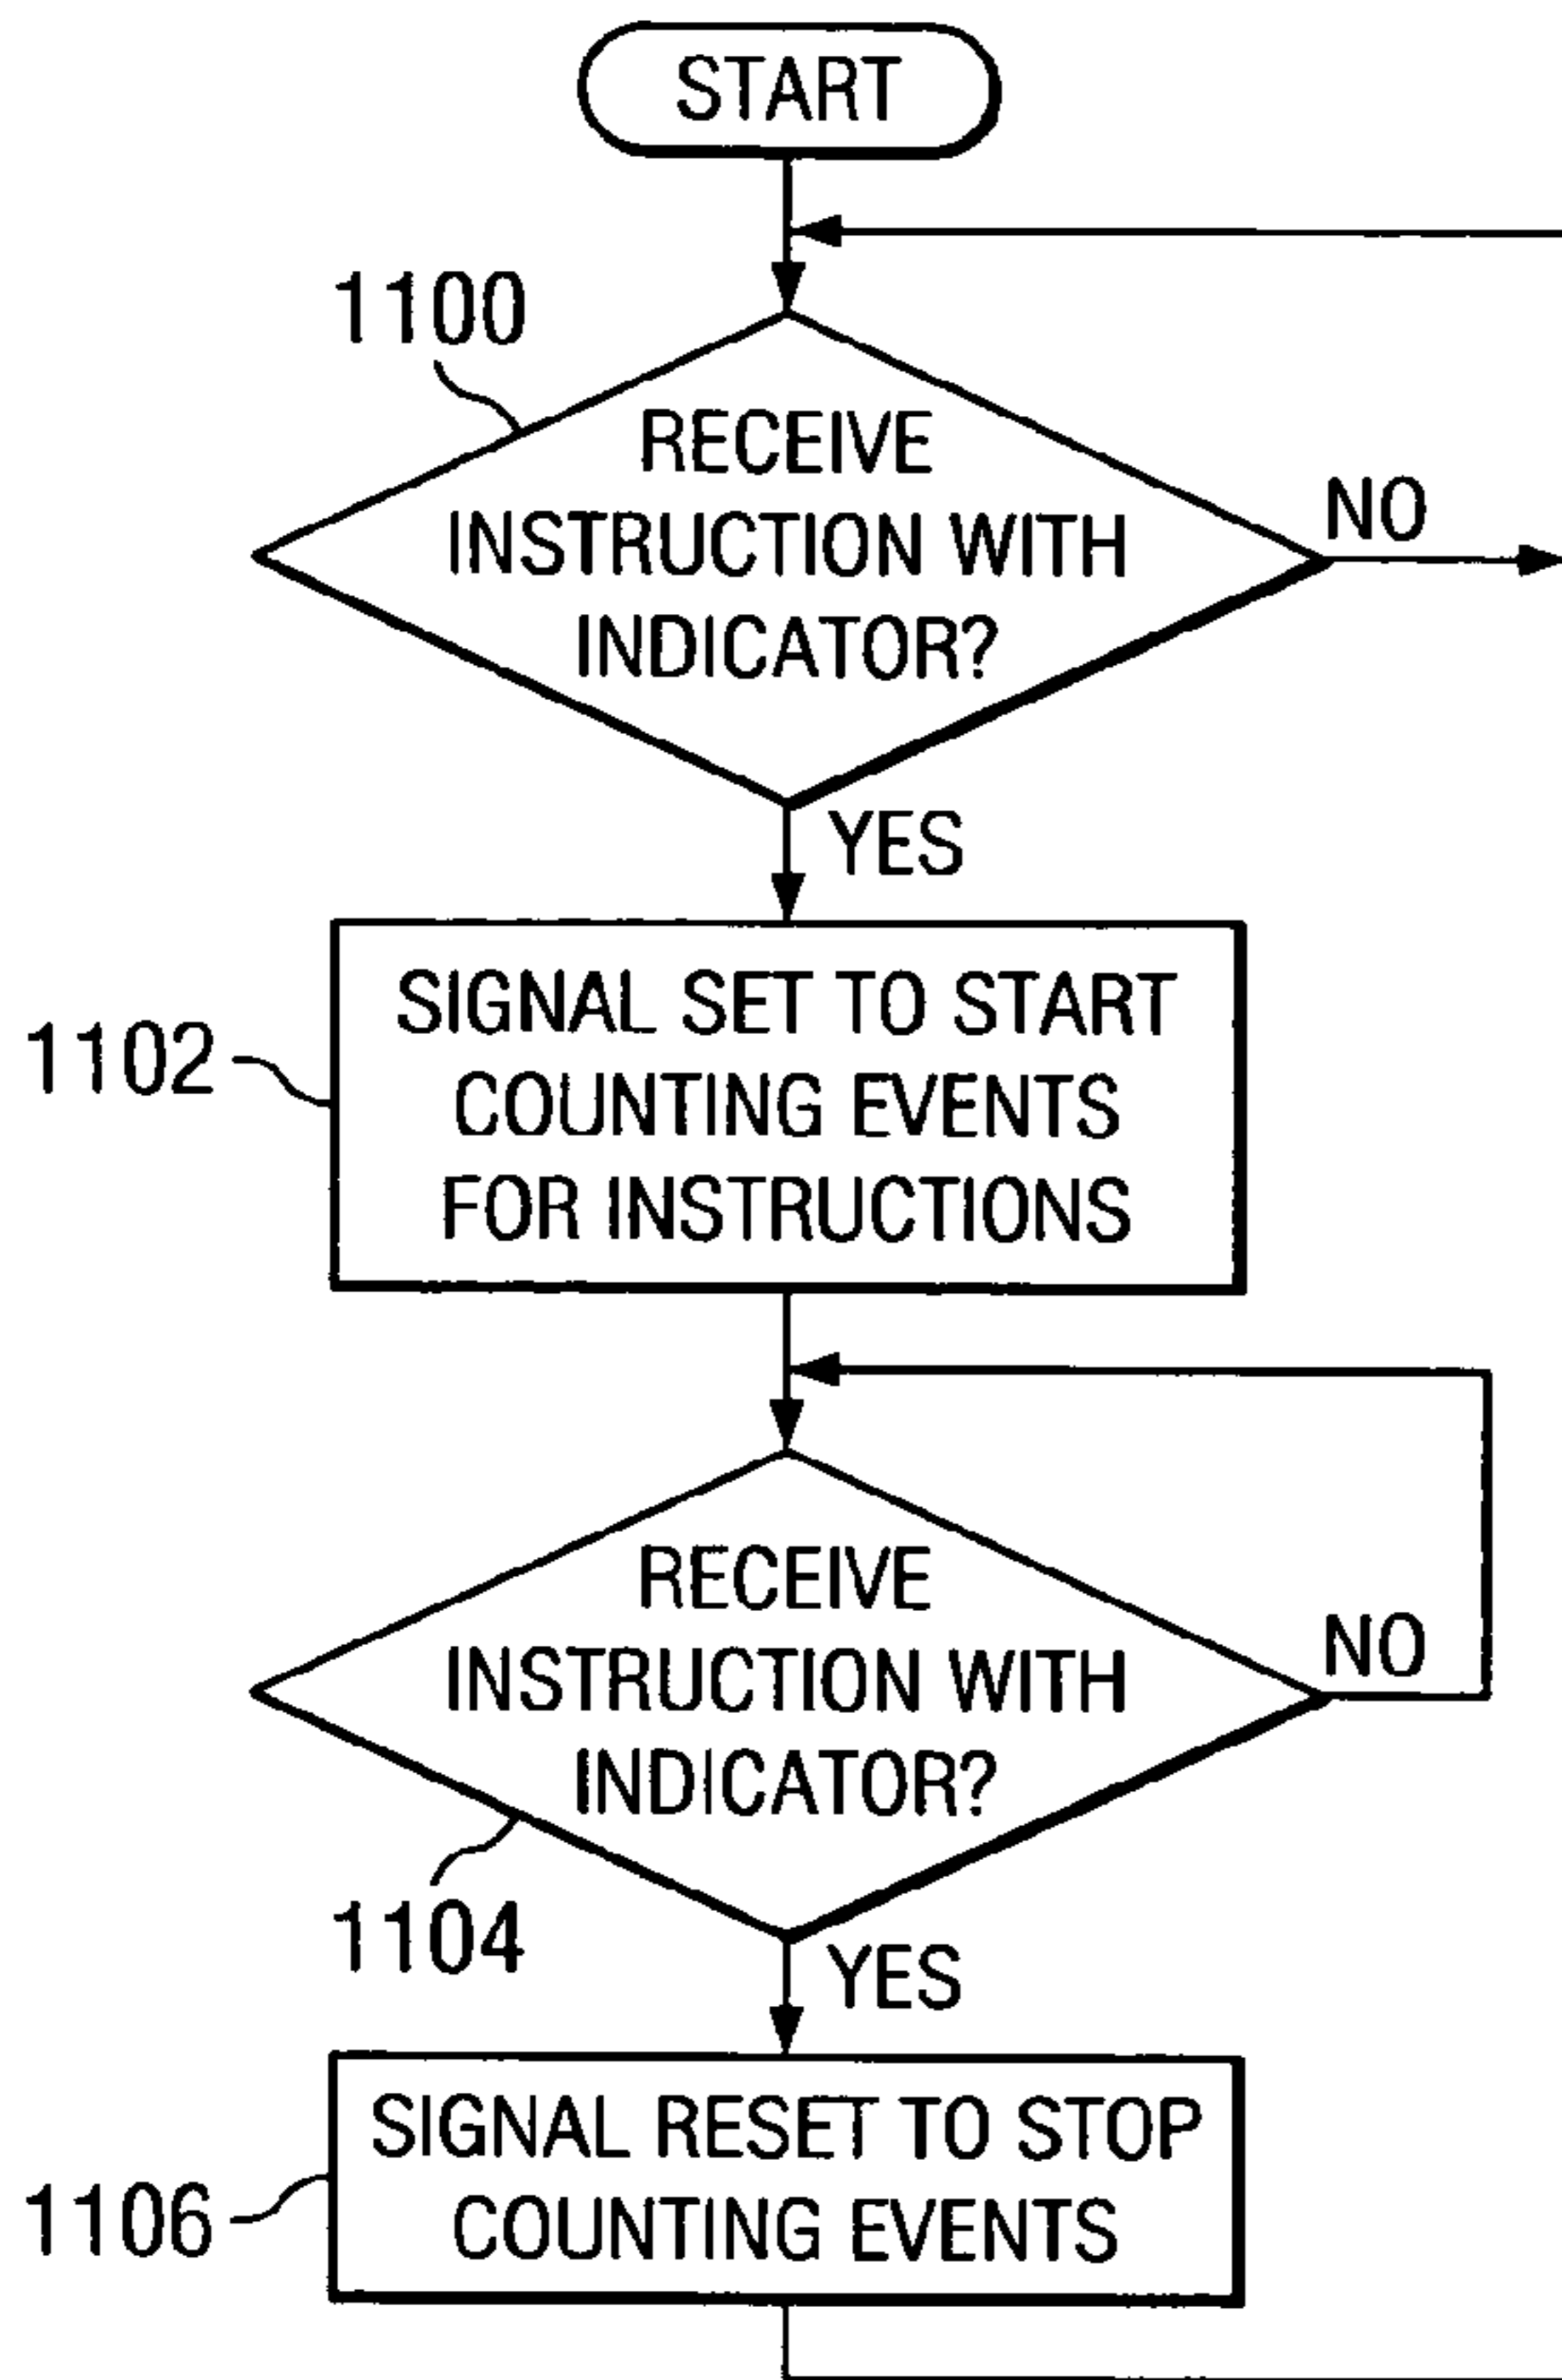 START
1100
RECEIVE
INSTRUCTION WITH
INDICATOR?
NO
YES
1102
SIGNAL SET TO START
COUNTING EVENTS
FOR INSTRUCTIONS
RECEIVE
INSTRUCTION WITH
INDICATOR?
NO
1104
YES
1106
SIGNAL RESET TO STOP
COUNTING EVENTS